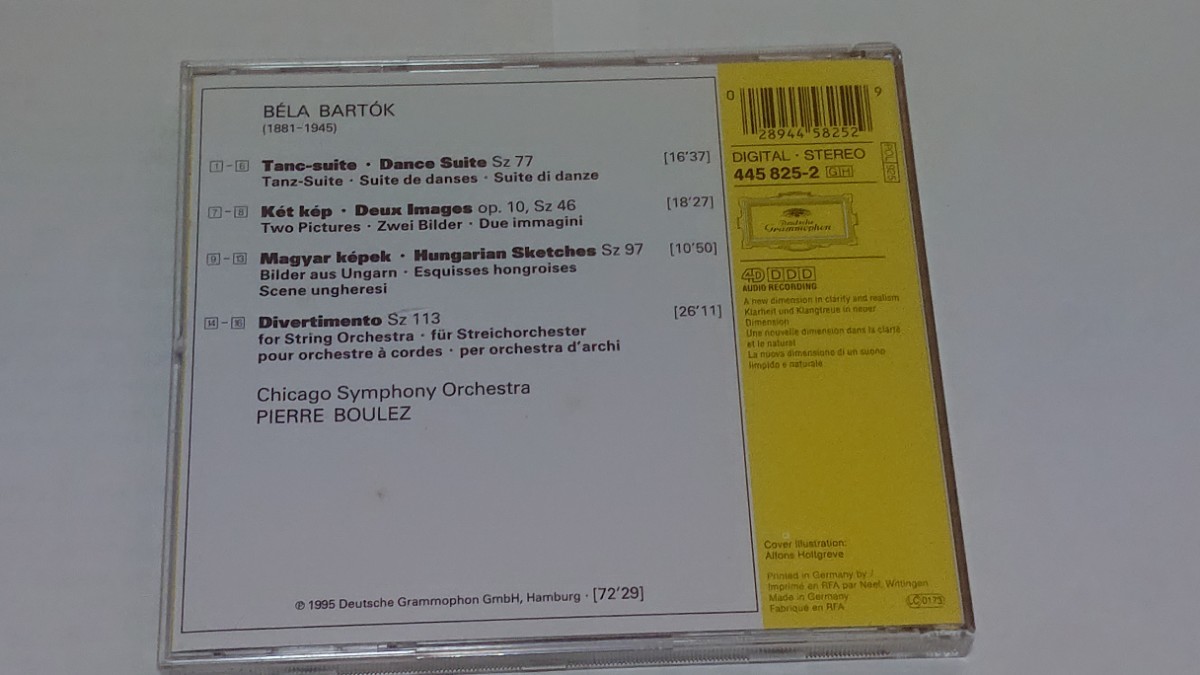 BÉLA BARTÓK
(1881–1945)
1 – 6 Tanc-suite · Dance Suite Sz 77 [16'37]
Tanz-Suite · Suite de danses · Suite di danze
7 – 8 Két kép · Deux Images op. 10, Sz 46 [18'27]
Two Pictures · Zwei Bilder · Due immagini
9 – 13 Magyar képek · Hungarian Sketches Sz 97 [10'50]
Bilder aus Ungarn · Esquisses hongroises
Scene ungheresi
14 – 16 Divertimento Sz 113 [26'11]
for String Orchestra · für Streichorchester
pour orchestre à cordes · per orchestra d'archi
Chicago Symphony Orchestra
PIERRE BOULEZ
℗ 1995 Deutsche Grammophon GmbH, Hamburg · [72'29]
0 28944 58252 9
DIGITAL · STEREO
445 825-2 GH
Deutsche
Grammophon
4D DDD
AUDIO RECORDING
A new dimension in clarity and realism
Klarheit und Klangtreue in neuer
Dimension
Une nouvelle dimension dans la clarté
et le naturel
La nuova dimensione di un suono
limpido e naturale
Cover Illustration:
Alfons Holtgreve
Printed in Germany by /
Imprimé en RFA par Neef, Wittingen
Made in Germany
Fabriqué en RFA
LC 0173